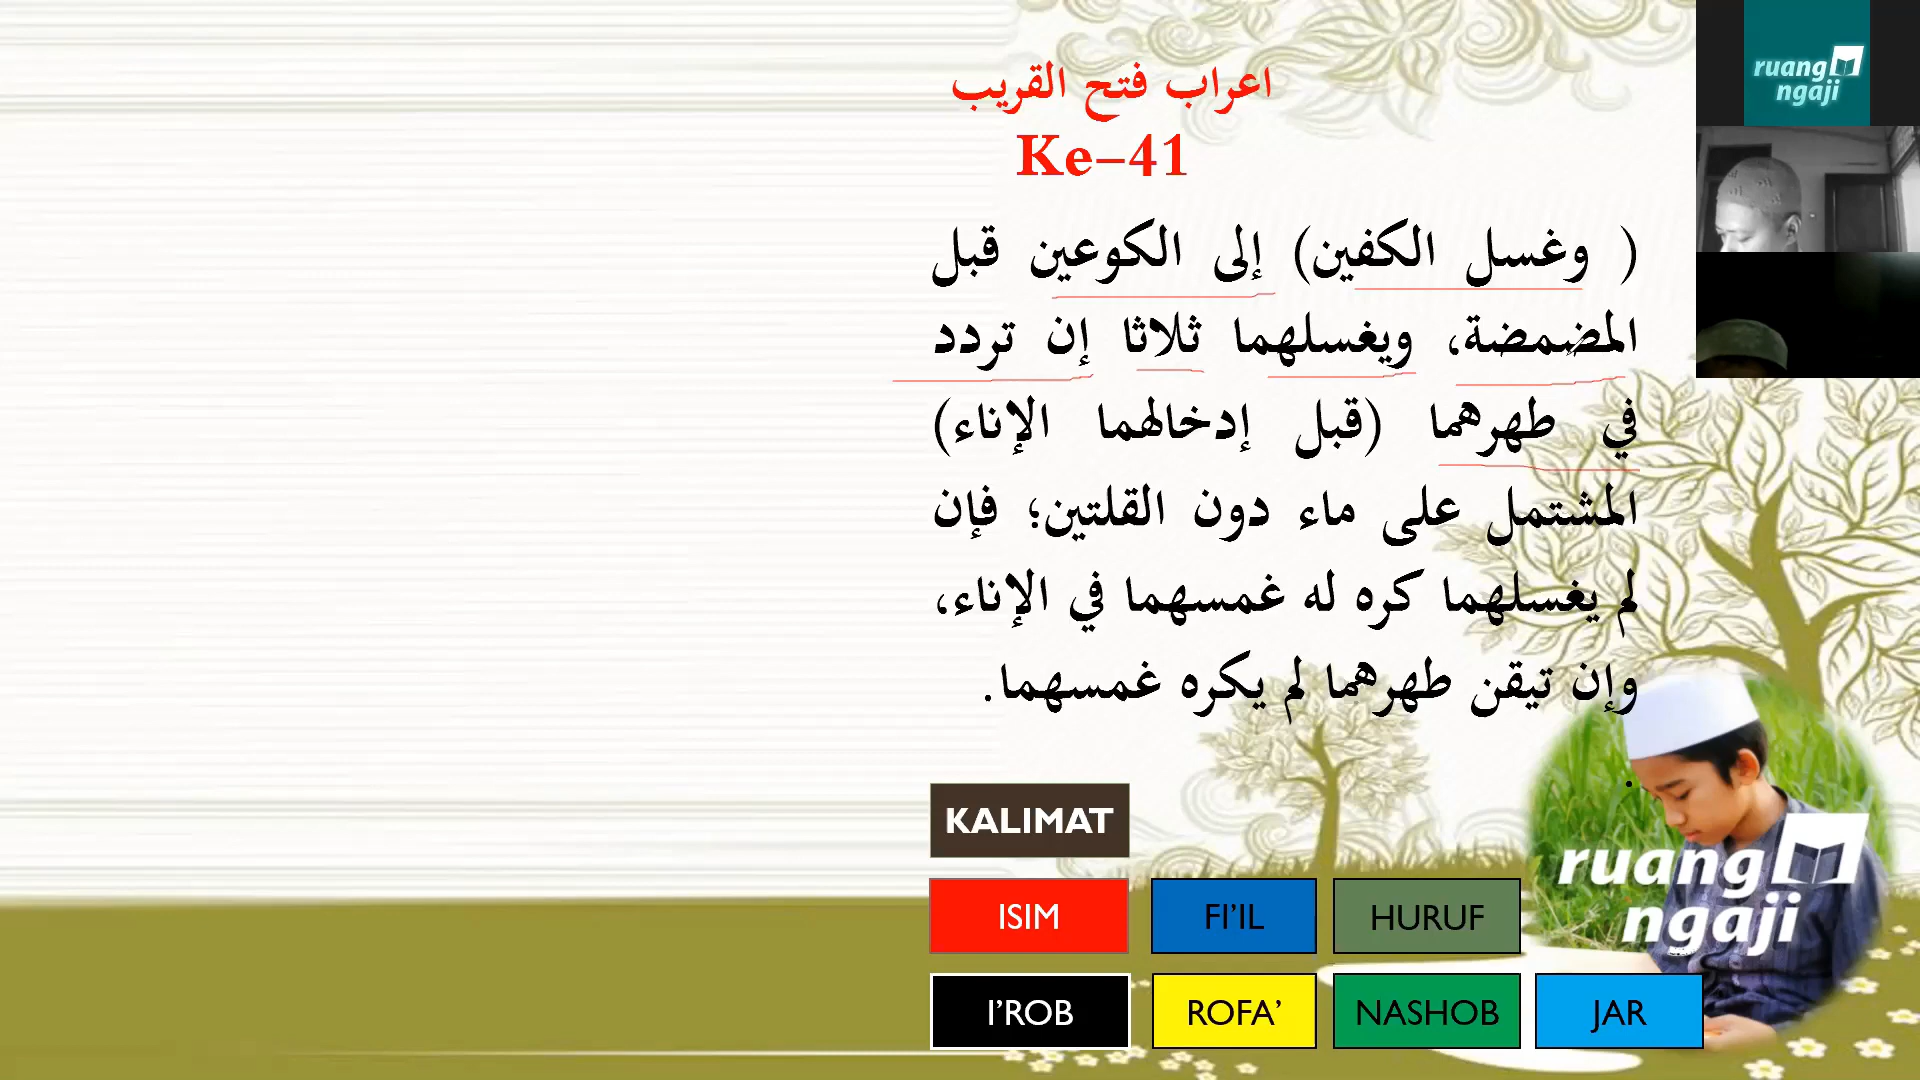 اعراب فتح القريب
Ke-41
( وغسل الكفين) إلى الكوعين قبل
المضمضة، ويغسلهما ثلاثا إن تردد
في طهرهما (قبل إدخالهما الإناء)
المشتمل على ماء دون القلتين؛ فإن
لم يغسلهما كره له غمسهما في الإناء،
وإن تيقن طهرهما لم يكره غمسهما.
.
KALIMAT
ISIM FI'IL HURUF
I'ROB ROFA' NASHOB JAR
ruang
ngaji
ruang
ngaji